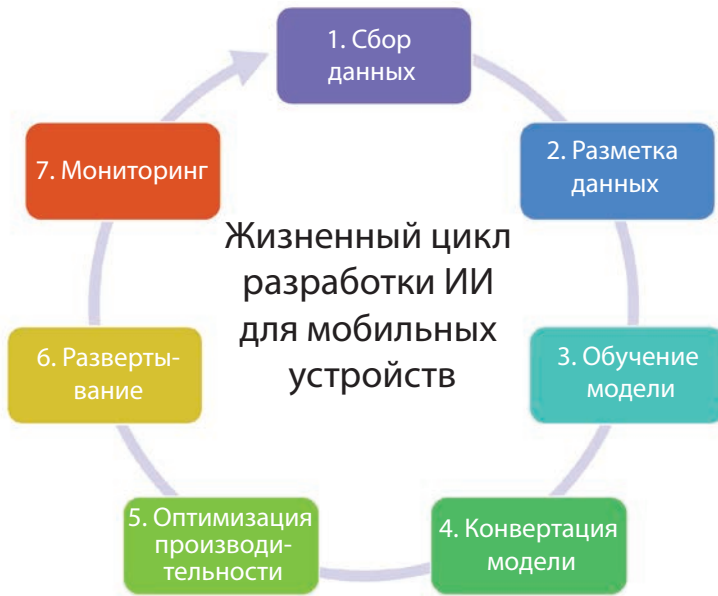 1. Сбор
данных
2. Разметка
данных
3. Обучение
модели
4. Конвертация
модели
5. Оптимизация
производи-
тельности
6. Разверты-
вание
7. Мониторинг
Жизненный цикл
разработки ИИ
для мобильных
устройств